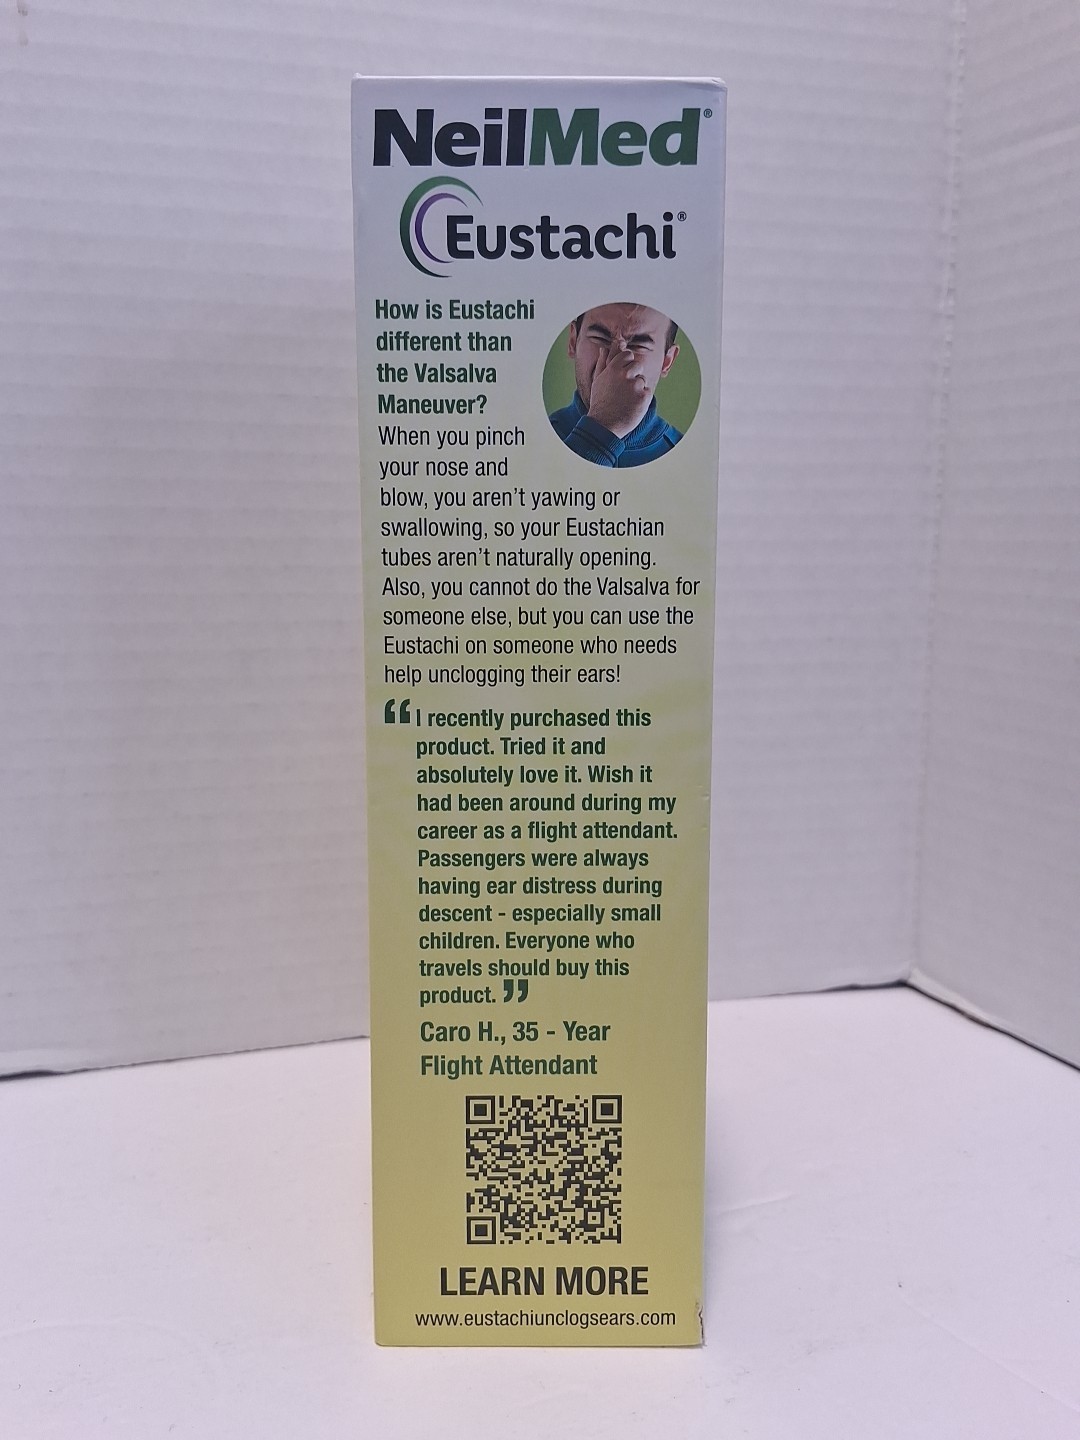 NeilMed®
Eustachi®
How is Eustachi
different than
the Valsalva
Maneuver?
When you pinch
your nose and
blow, you aren't yawing or
swallowing, so your Eustachian
tubes aren't naturally opening.
Also, you cannot do the Valsalva for
someone else, but you can use the
Eustachi on someone who needs
help unclogging their ears!
“I recently purchased this
product. Tried it and
absolutely love it. Wish it
had been around during my
career as a flight attendant.
Passengers were always
having ear distress during
descent - especially small
children. Everyone who
travels should buy this
product.”
Caro H., 35 - Year
Flight Attendant
LEARN MORE
www.eustachiunclogsears.com